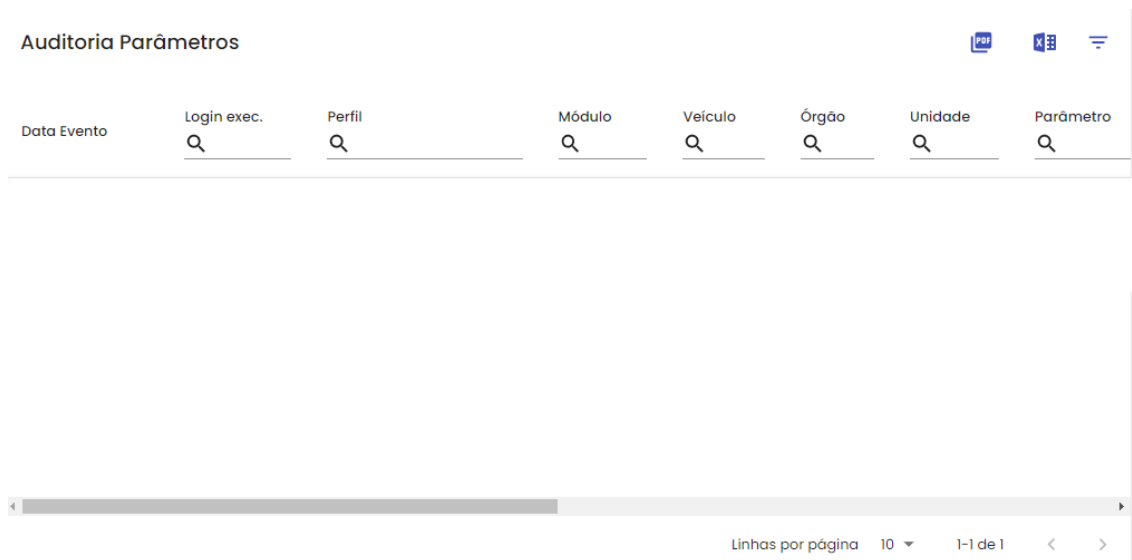 Auditoria Parâmetros
PDF
X
Data Evento
Login exec.
Perfil
Módulo
Veículo
Órgão
Unidade
Parâmetro
Linhas por página 10 1-1 de 1